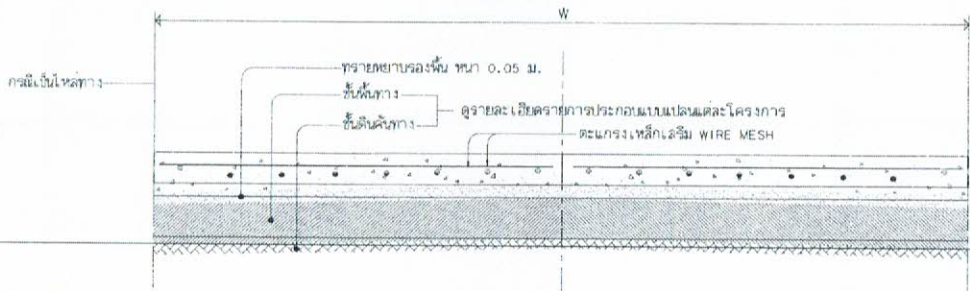 W
ทรายหยาบรองพื้น หนา 0.05 ม.
กรณีเป็นไหล่ทาง
ชั้นพื้นทาง
ดูรายละเอียดรายการประกอบแบบแปลนแต่ละโครงการ
ชั้นดินคันทาง
ตะแกรงเหล็กเสริม WIRE MESH